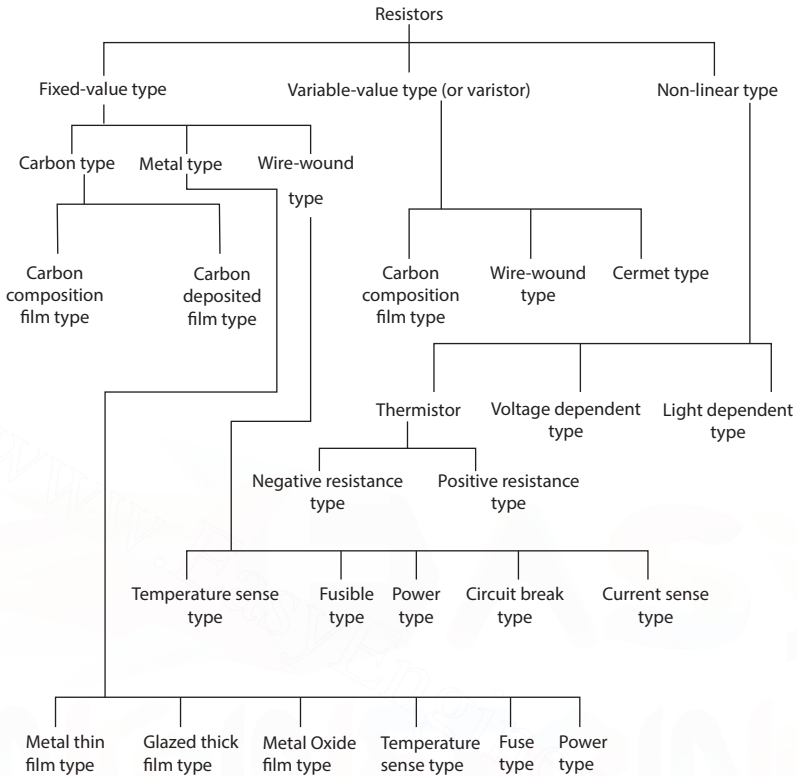 Resistors
Fixed-value type
Variable-value type (or varistor)
Non-linear type
Carbon type
Metal type
Wire-wound
type
Carbon
composition
film type
Carbon
deposited
film type
Carbon
composition
film type
Wire-wound
type
Cermet type
Thermistor
Voltage dependent
type
Light dependent
type
Negative resistance
type
Positive resistance
type
Temperature sense
type
Fusible
type
Power
type
Circuit break
type
Current sense
type
Metal thin
film type
Glazed thick
film type
Metal Oxide
film type
Temperature
sense type
Fuse
type
Power
type